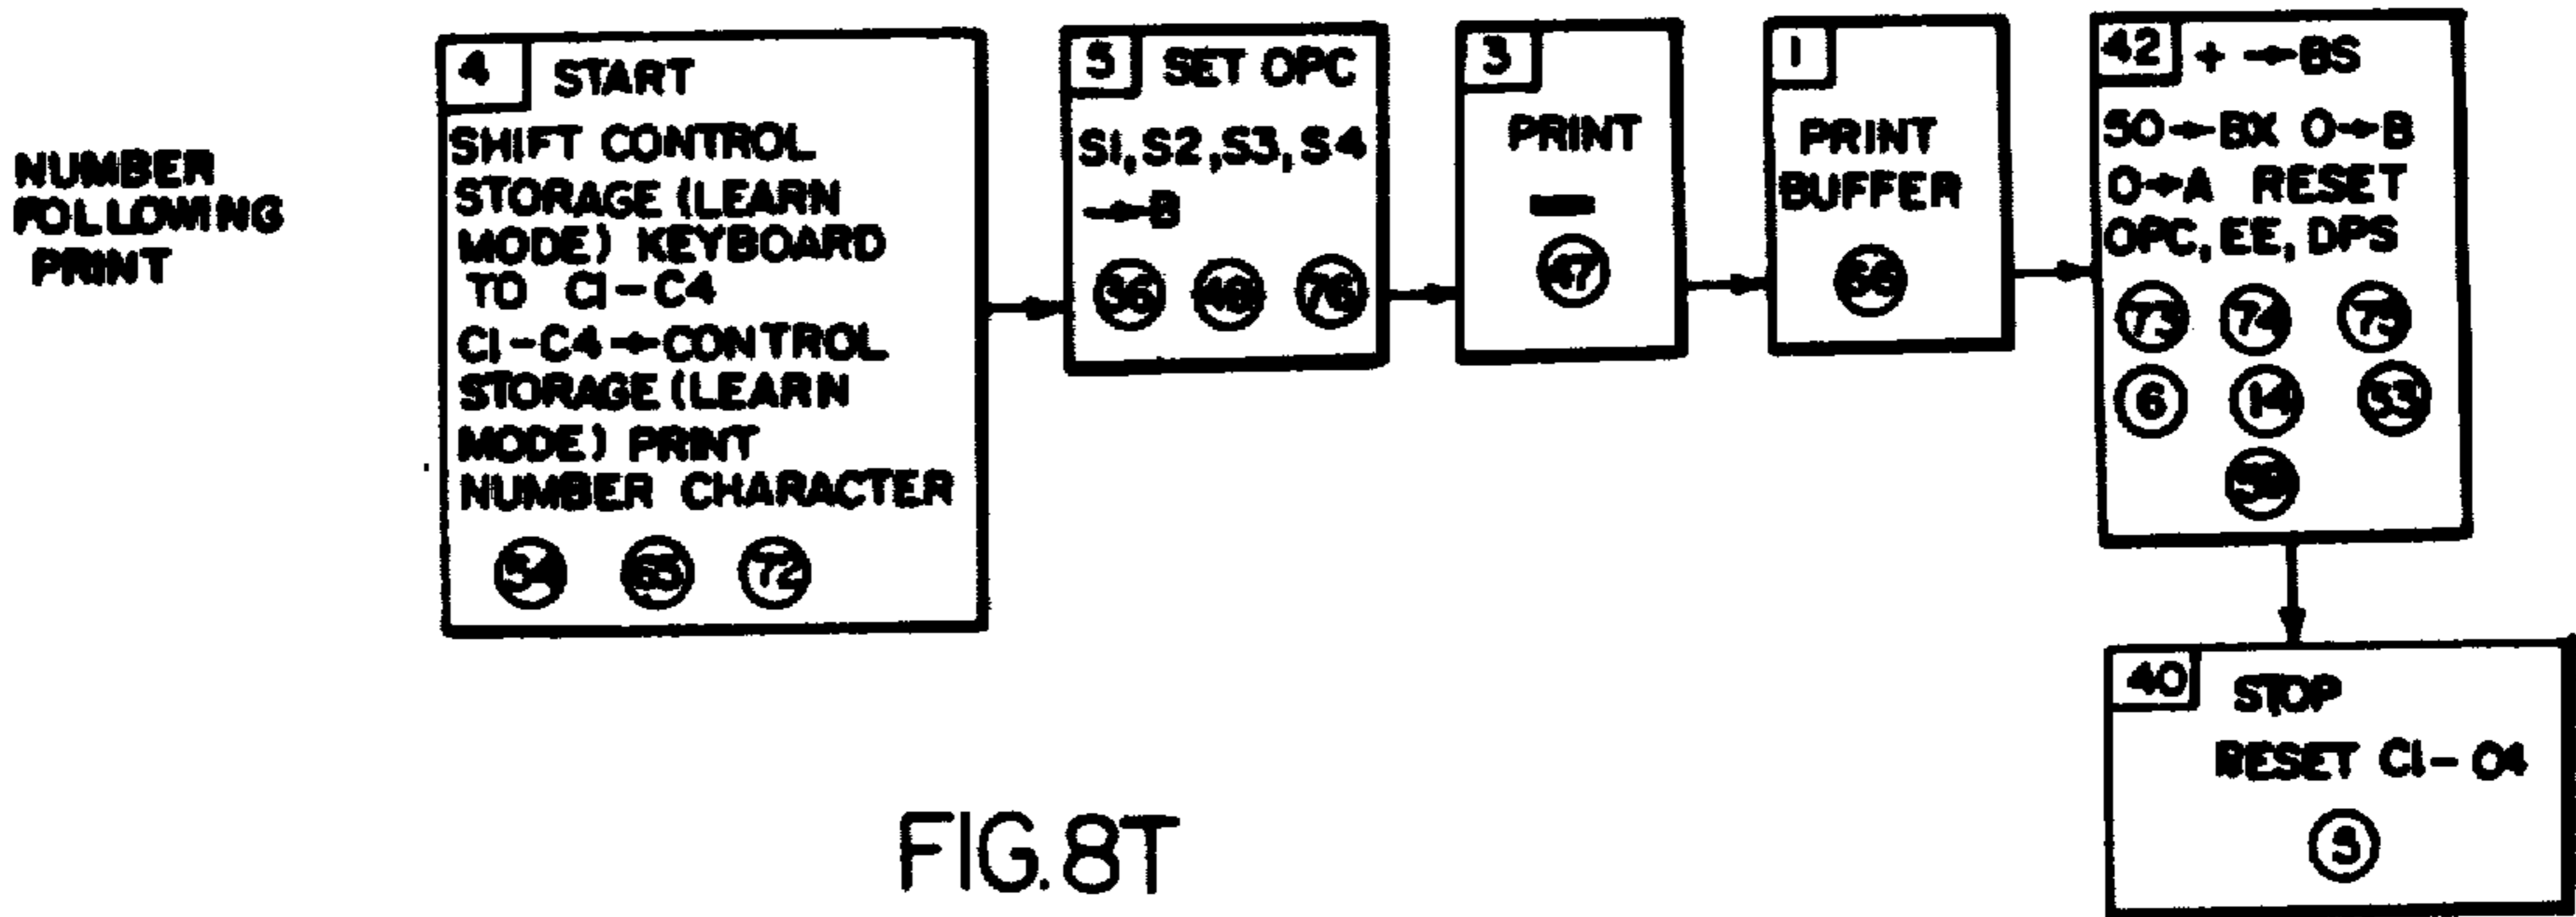 NUMBER
FOLLOWING
PRINT
4 START
SHIFT CONTROL
STORAGE (LEARN
MODE) KEYBOARD
TO C1-C4
C1-C4→CONTROL
STORAGE (LEARN
MODE) PRINT
NUMBER CHARACTER
54 65 72
5 SET OPC
S1, S2, S3, S4
→B
36 48 76
3
PRINT
—
47
1
PRINT
BUFFER
42 + →BS
50→BX 0→B
0→A RESET
OPC, EE, DPS
73 74 75
6 14 53
40 STOP
RESET C1-C4
FIG.8T